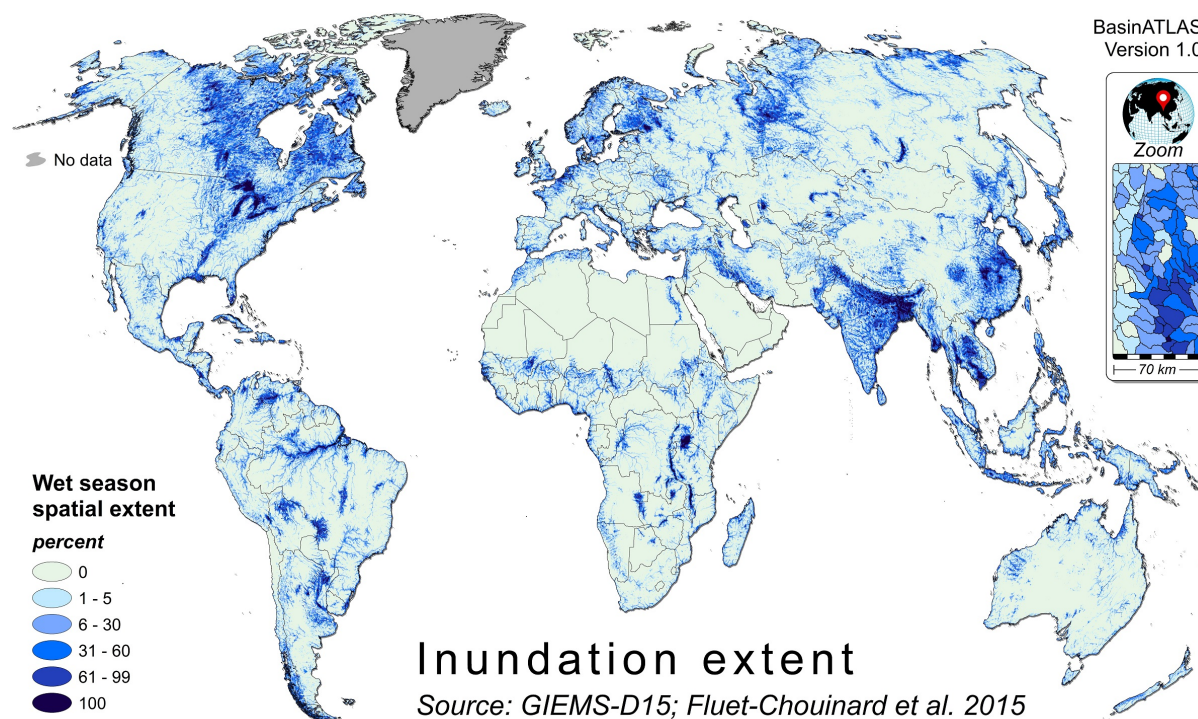 BasinATLAS
Version 1.0
Zoom
70 km
No data
Wet season
spatial extent
percent
0
1 - 5
6 - 30
31 - 60
61 - 99
100
Inundation extent
Source: GIEMS-D15; Fluet-Chouinard et al. 2015